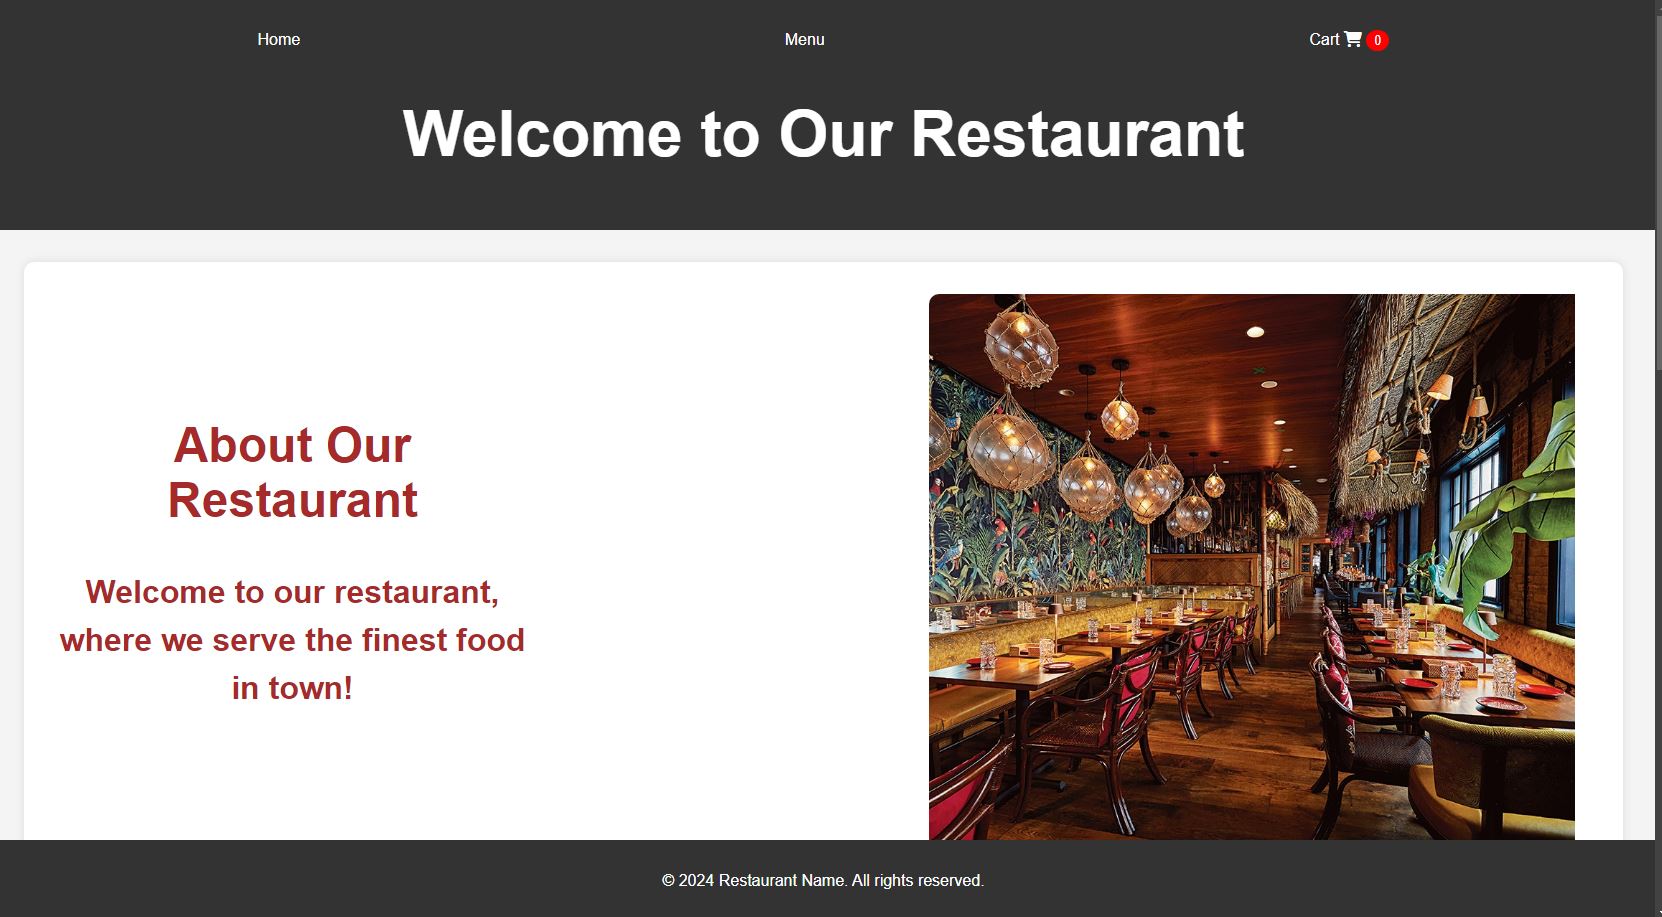 Home Menu Cart 0
Welcome to Our Restaurant
About Our
Restaurant
Welcome to our restaurant,
where we serve the finest food
in town!
© 2024 Restaurant Name. All rights reserved.